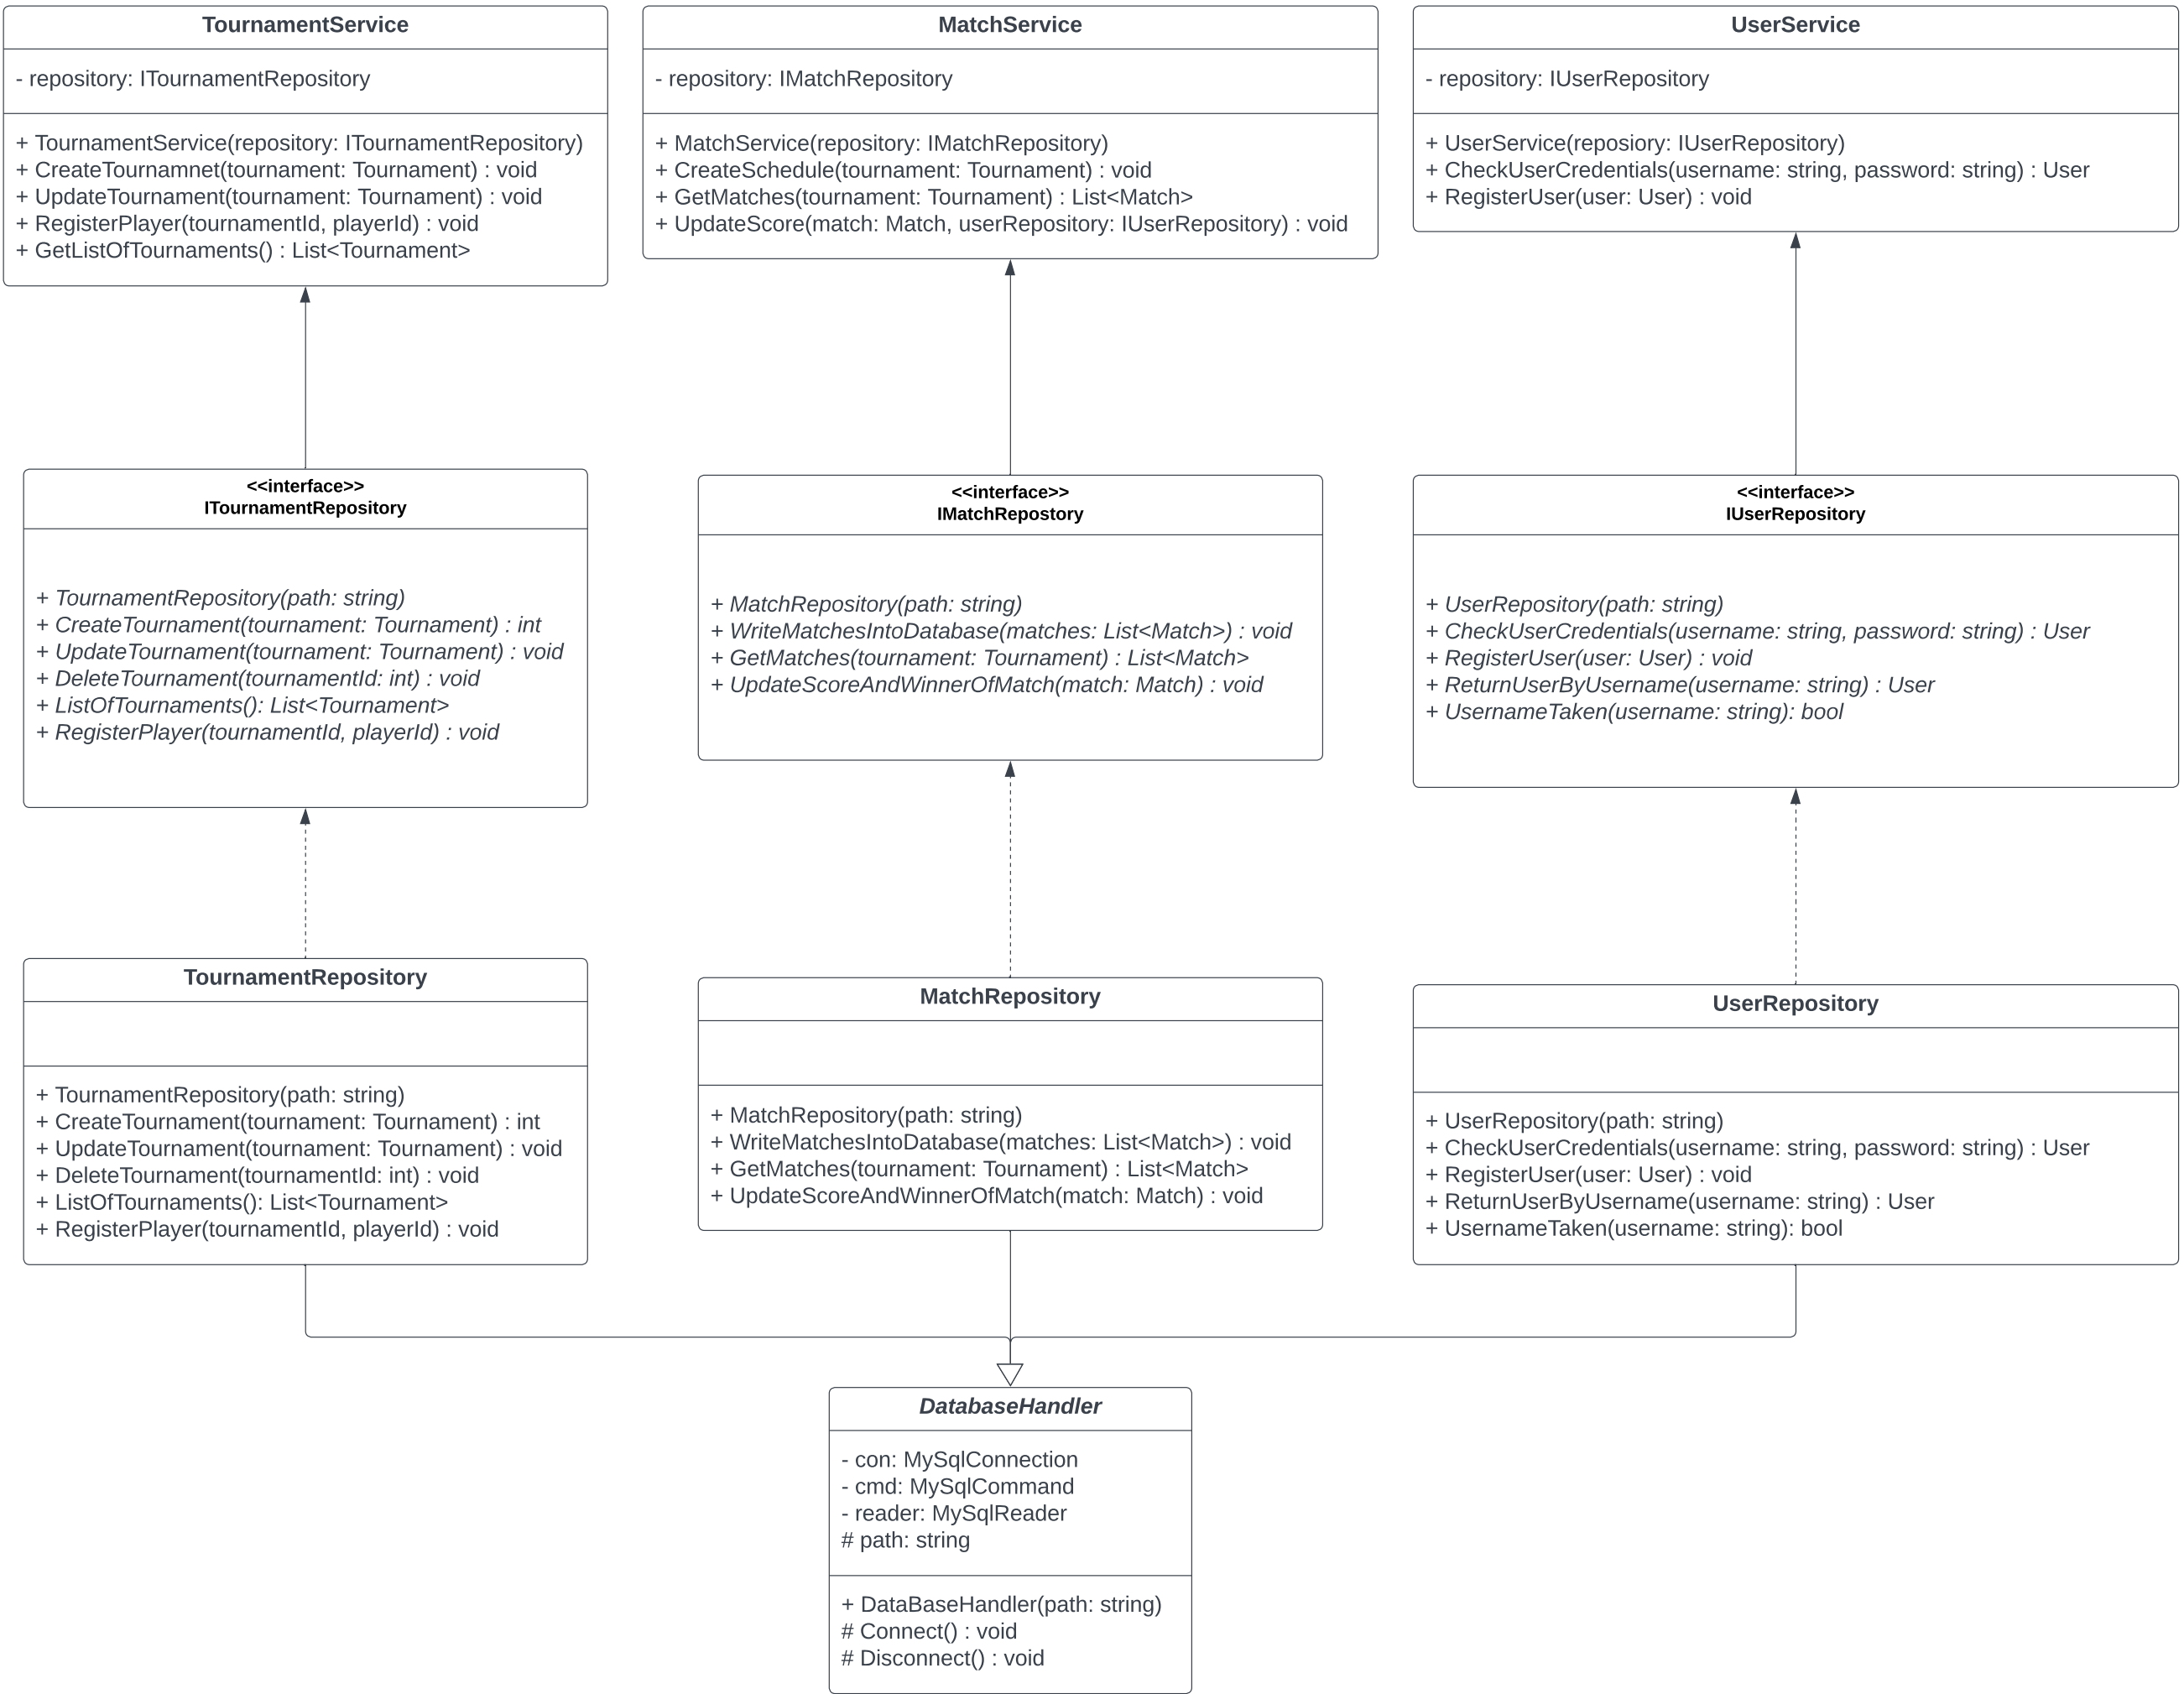 TournamentService
- repository: ITournamentRepository
+ TournamentService(repository: ITournamentRepository)
+ CreateTournamnet(tournament: Tournament) : void
+ UpdateTournament(tournament: Tournament) : void
+ RegisterPlayer(tournamentId, playerId) : void
+ GetListOfTournaments() : List<Tournament>
MatchService
- repository: IMatchRepository
+ MatchService(repository: IMatchRepository)
+ CreateSchedule(tournament: Tournament) : void
+ GetMatches(tournament: Tournament) : List<Match>
+ UpdateScore(match: Match, userRepository: IUserRepository) : void
UserService
- repository: IUserRepository
+ UserService(reposiory: IUserRepository)
+ CheckUserCredentials(username: string, password: string) : User
+ RegisterUser(user: User) : void
<<interface>>
ITournamentRepository
+ TournamentRepository(path: string)
+ CreateTournament(tournament: Tournament) : int
+ UpdateTournament(tournament: Tournament) : void
+ DeleteTournament(tournamentId: int) : void
+ ListOfTournaments(): List<Tournament>
+ RegisterPlayer(tournamentId, playerId) : void
<<interface>>
IMatchRepostory
+ MatchRepository(path: string)
+ WriteMatchesIntoDatabase(matches: List<Match>) : void
+ GetMatches(tournament: Tournament) : List<Match>
+ UpdateScoreAndWinnerOfMatch(match: Match) : void
<<interface>>
IUserRepository
+ UserRepository(path: string)
+ CheckUserCredentials(username: string, password: string) : User
+ RegisterUser(user: User) : void
+ ReturnUserByUsername(username: string) : User
+ UsernameTaken(username: string): bool
TournamentRepository
+ TournamentRepository(path: string)
+ CreateTournament(tournament: Tournament) : int
+ UpdateTournament(tournament: Tournament) : void
+ DeleteTournament(tournamentId: int) : void
+ ListOfTournaments(): List<Tournament>
+ RegisterPlayer(tournamentId, playerId) : void
MatchRepository
+ MatchRepository(path: string)
+ WriteMatchesIntoDatabase(matches: List<Match>) : void
+ GetMatches(tournament: Tournament) : List<Match>
+ UpdateScoreAndWinnerOfMatch(match: Match) : void
UserRepository
+ UserRepository(path: string)
+ CheckUserCredentials(username: string, password: string) : User
+ RegisterUser(user: User) : void
+ ReturnUserByUsername(username: string) : User
+ UsernameTaken(username: string): bool
DatabaseHandler
- con: MySqlConnection
- cmd: MySqlCommand
- reader: MySqlReader
# path: string
+ DataBaseHandler(path: string)
# Connect() : void
# Disconnect() : void